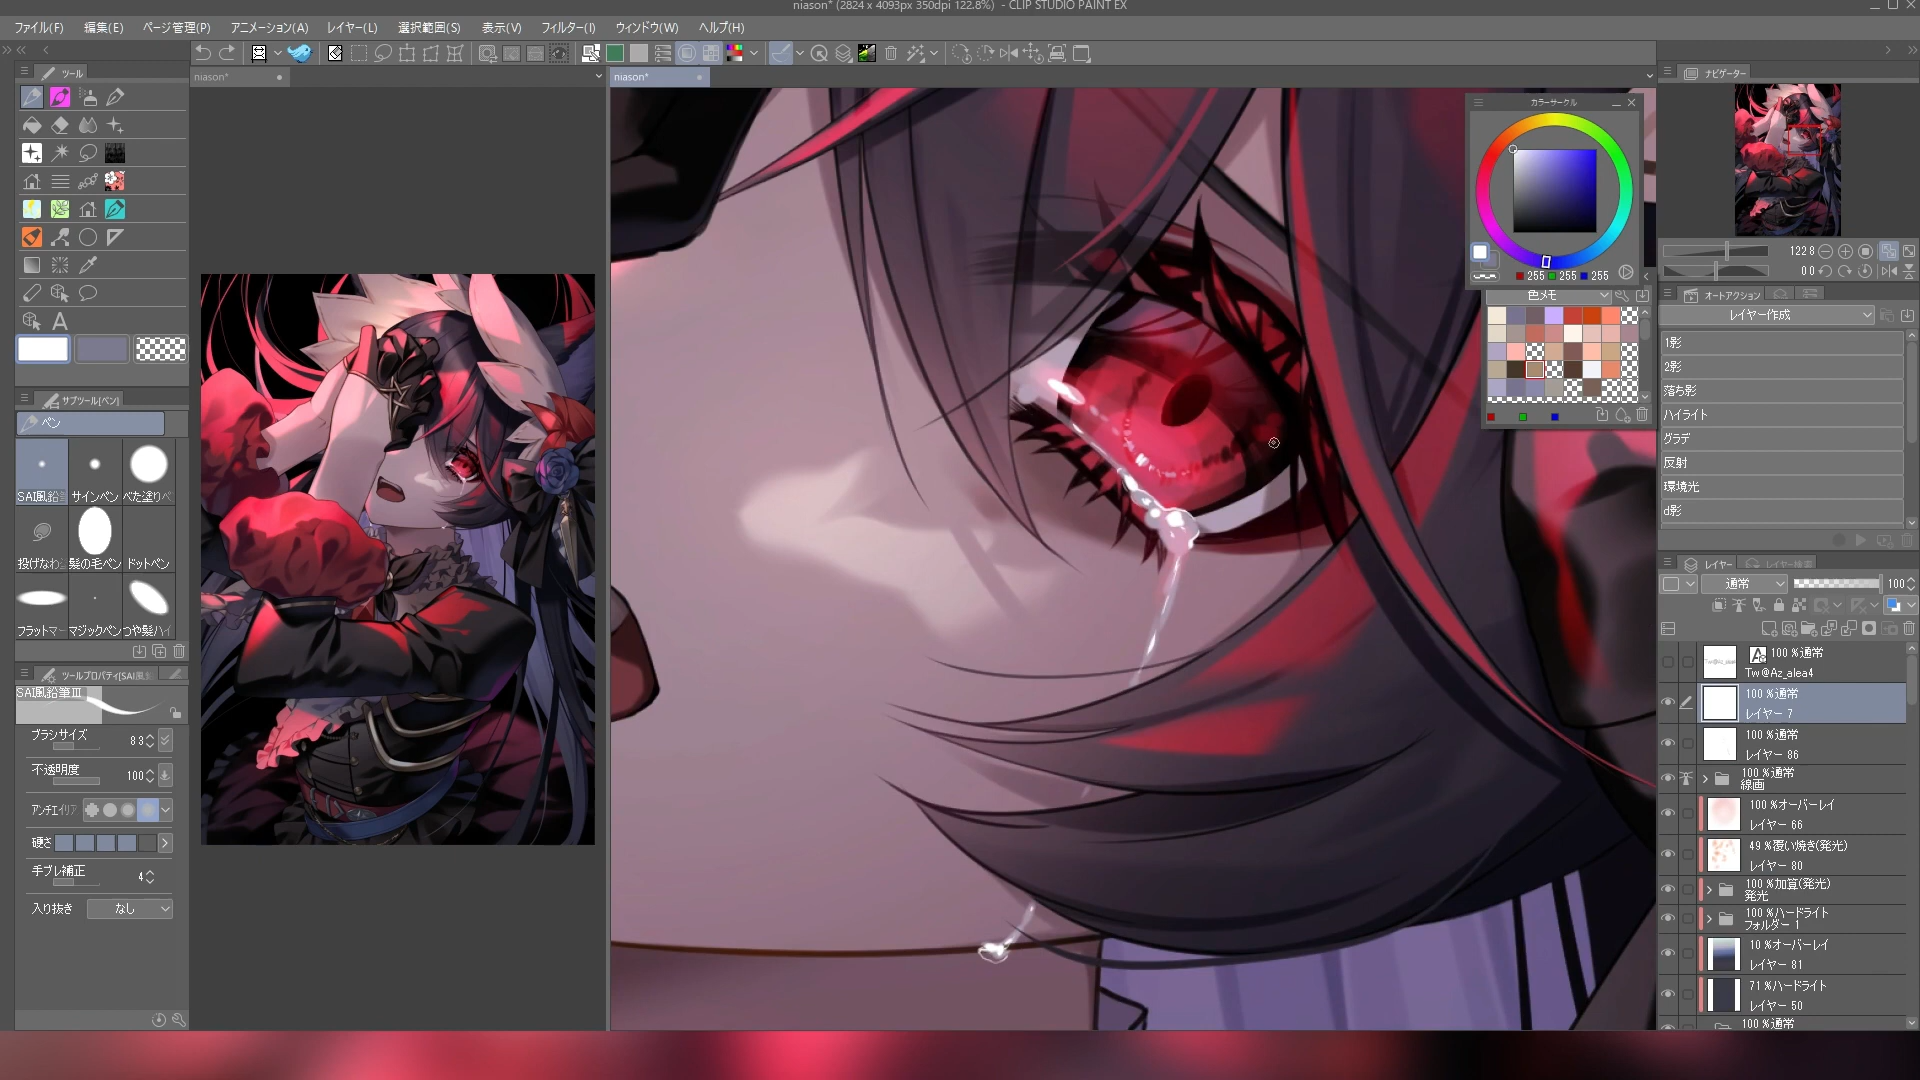 niason* (2824 x 4093px 350dpi 122.8%) - CLIP STUDIO PAINT EX
ファイル(F) 編集(E) ページ管理(P) アニメーション(A) レイヤー(L) 選択範囲(S) 表示(V) フィルター(I) ウィンドウ(W) ヘルプ(H)
ツール
niason*
niason*
カラーサークル
255 255 255
色メモ
ナビゲーター
122.8
0.0
オートアクション
レイヤー作成
1影
2影
落ち影
ハイライト
グラデ
反射
環境光
d影
サブツール[ペン]
ペン
SAI風鉛筆 サインペン べた塗りペ
投げなわ 髪の毛ペン ドットペン
フラットマー マジックペン つや髪ハイ
ツールプロパティ[SAI風
SAI風鉛筆III
ブラシサイズ 8.3
不透明度 100
アンチエイリア
硬さ
手ブレ補正 4
入り抜き なし
レイヤー レイヤー検索
通常 100
100 %通常
Tw@Az_alea4
100 %通常
レイヤー 7
100 %通常
レイヤー 86
100 %通常
線画
100 %オーバーレイ
レイヤー 66
49 %覆い焼き(発光)
レイヤー 80
100 %加算(発光)
発光
100 %ハードライト
フォルダー 1
10 %オーバーレイ
レイヤー 81
71 %ハードライト
レイヤー 50
100 %通常